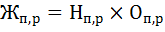 Жп,р = Нп,р × Оп,р